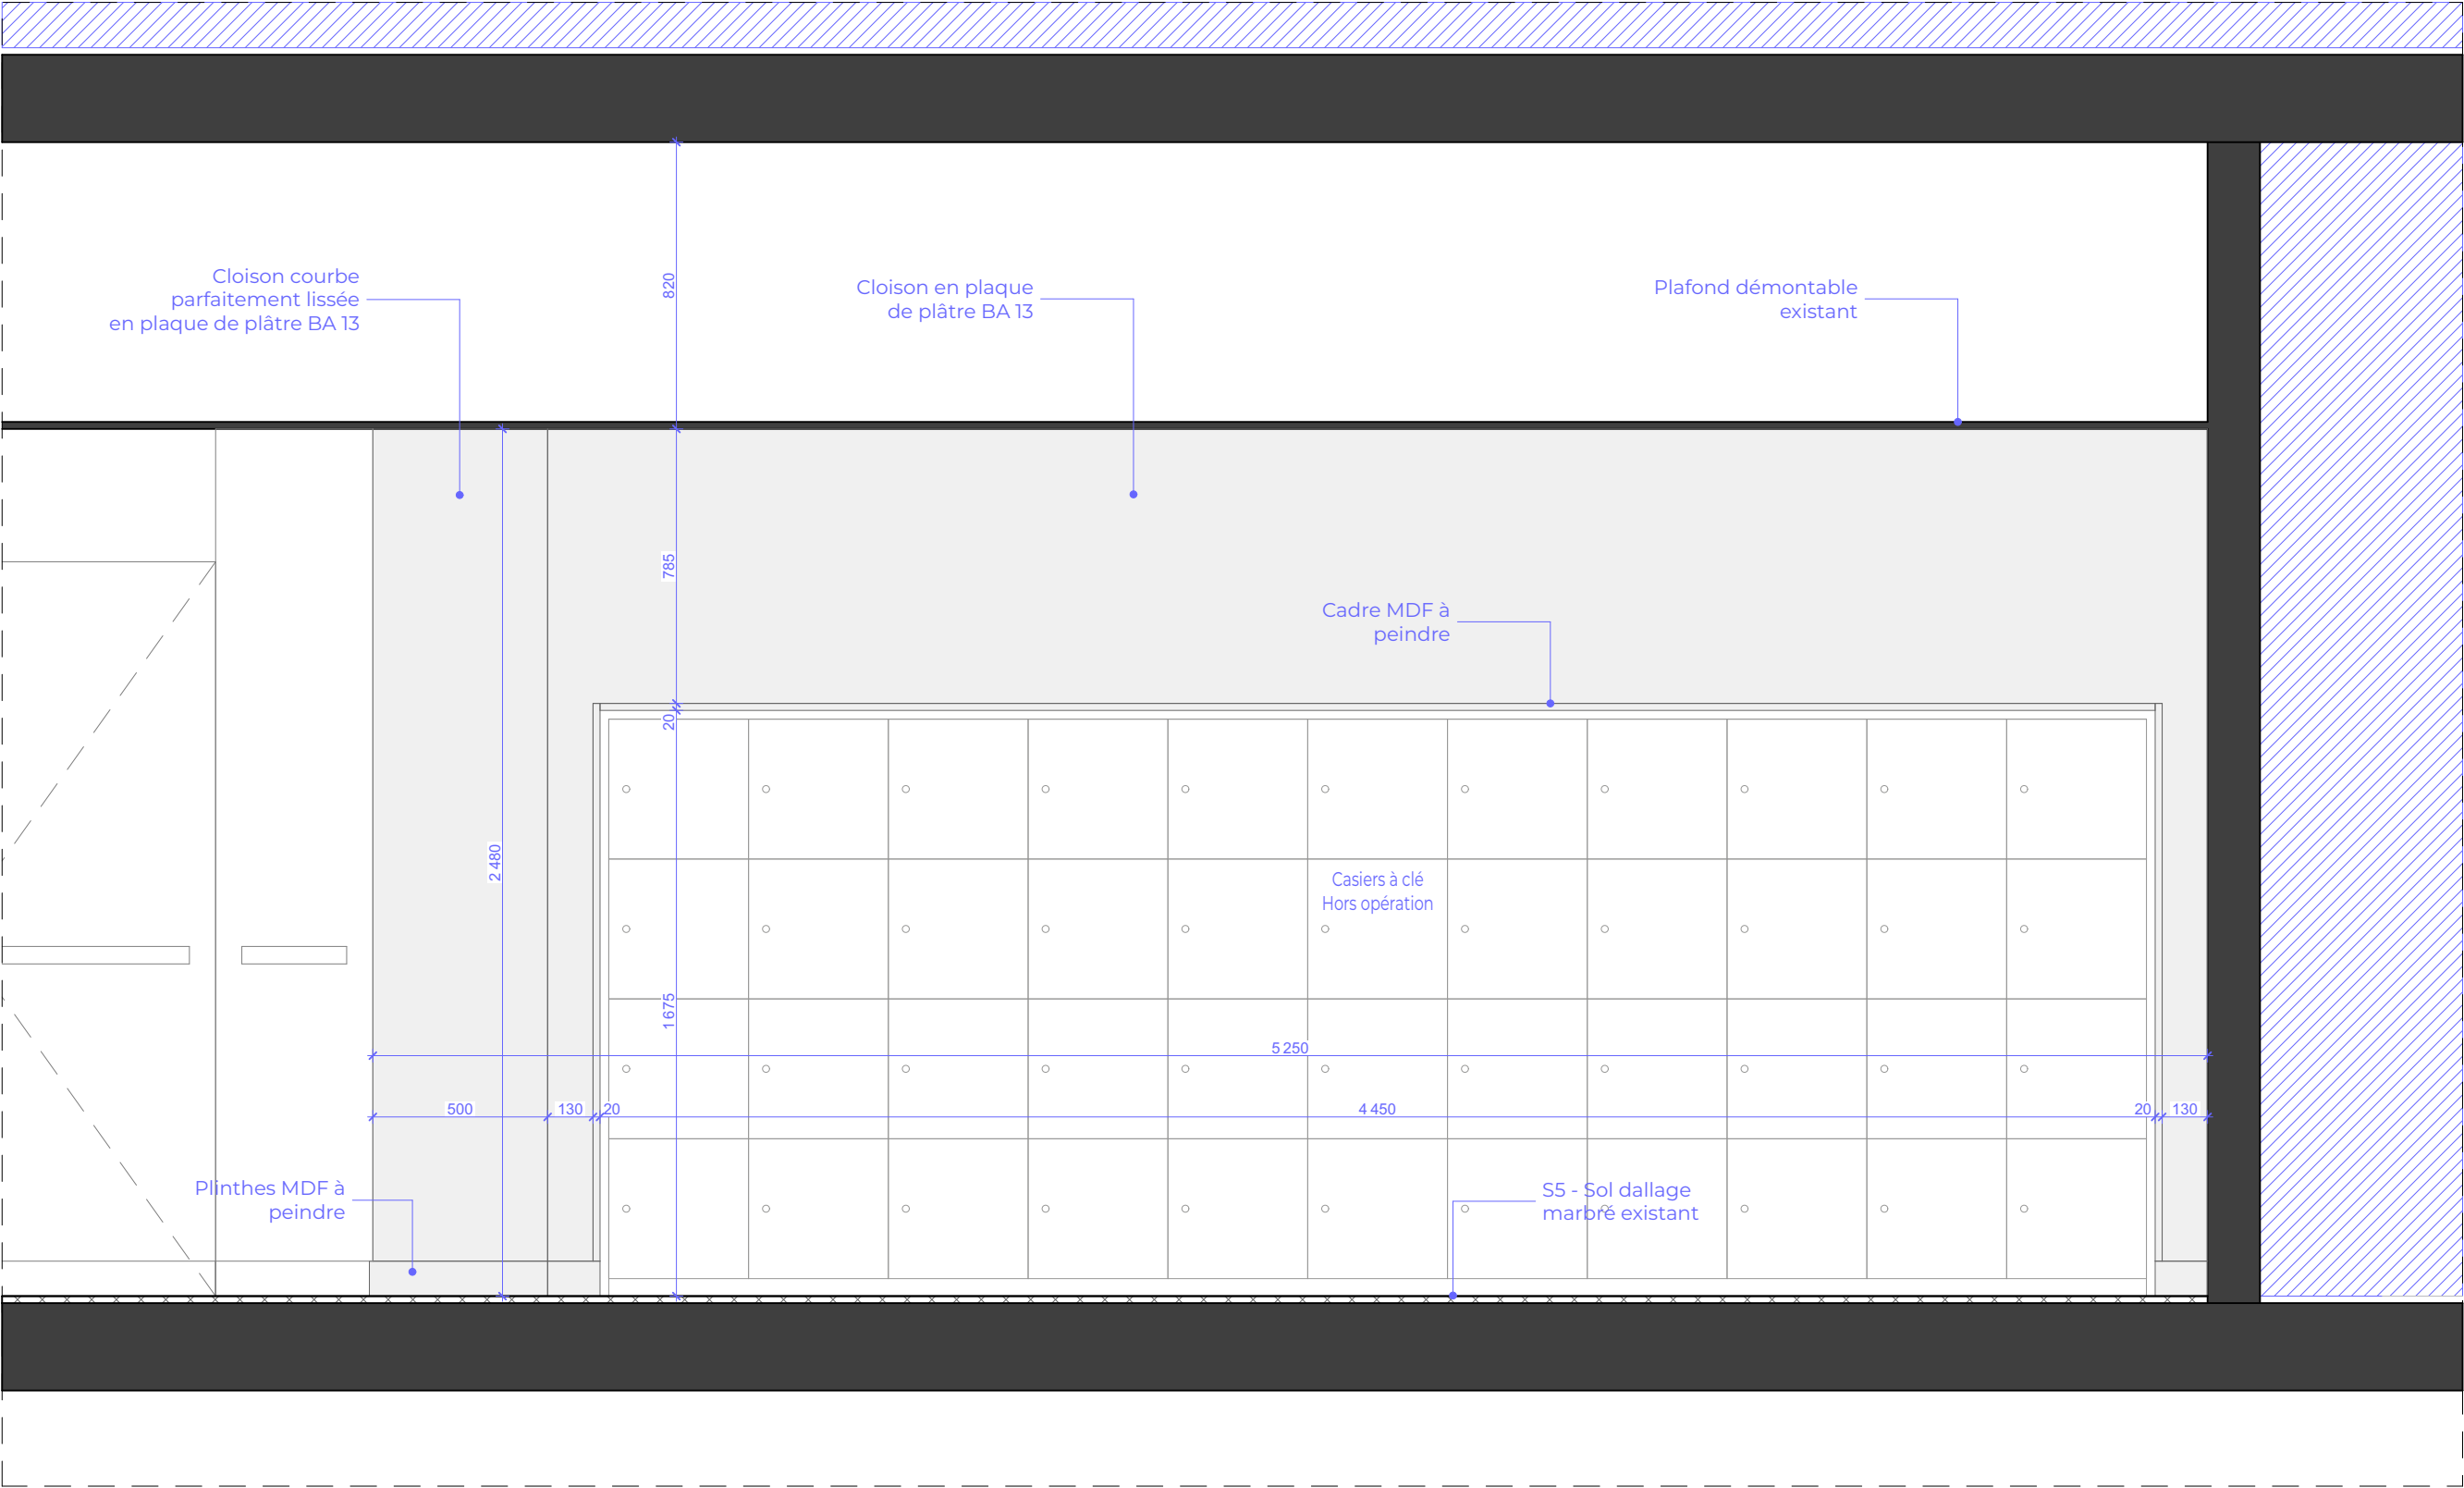 Cloison courbe
parfaitement lissée
en plaque de plâtre BA 13
820
Cloison en plaque
de plâtre BA 13
Plafond démontable
existant
785
Cadre MDF à
peindre
20
2 480
Casiers à clé
Hors opération
1 675
5 250
500
130
20
4 450
20
130
Plinthes MDF à
peindre
S5 - Sol dallage
marbré existant